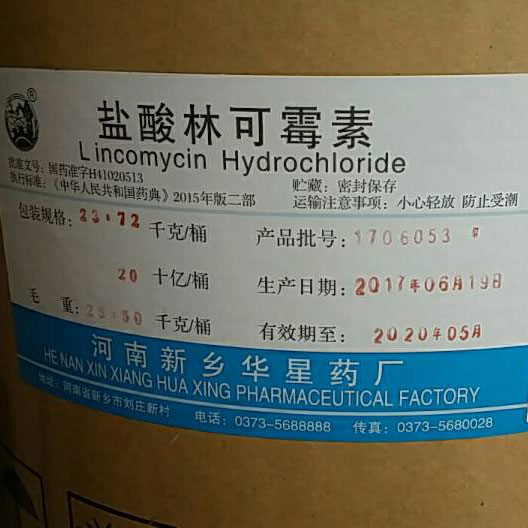 ®
盐酸林可霉素
Lincomycin Hydrochloride
批准文号：国药准字H41020513
执行标准：《中华人民共和国药典》2015年版二部
贮藏：密封保存
运输注意事项：小心轻放 防止受潮
包装规格：23.72 千克/桶
产品批号：1706053
20 十亿/桶
生产日期：2017年06月19日
毛 重：25.50 千克/桶
有效期至：2020年05月
河南新乡华星药厂
HE NAN XIN XIANG HUA XING PHARMACEUTICAL FACTORY
地址：河南省新乡市刘庄新村 电话：0373-5688888 传真：0373-5680028